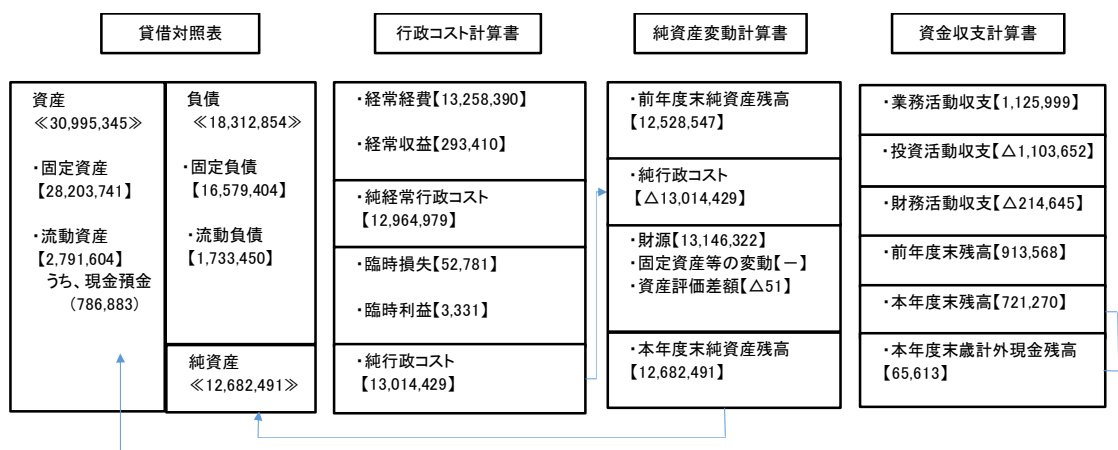 貸借対照表
資産
≪30,995,345≫
・固定資産
【28,203,741】
・流動資産
【2,791,604】
うち、現金預金
(786,883)
負債
≪18,312,854≫
・固定負債
【16,579,404】
・流動負債
【1,733,450】
純資産
≪12,682,491≫
行政コスト計算書
・経常経費【13,258,390】
・経常収益【293,410】
・純経常行政コスト
【12,964,979】
・臨時損失【52,781】
・臨時利益【3,331】
・純行政コスト
【13,014,429】
純資産変動計算書
・前年度末純資産残高
【12,528,547】
・純行政コスト
【△13,014,429】
・財源【13,146,322】
・固定資産等の変動【－】
・資産評価差額【△51】
・本年度末純資産残高
【12,682,491】
資金収支計算書
・業務活動収支【1,125,999】
・投資活動収支【△1,103,652】
・財務活動収支【△214,645】
・前年度末残高【913,568】
・本年度末残高【721,270】
・本年度末歳計外現金残高
【65,613】